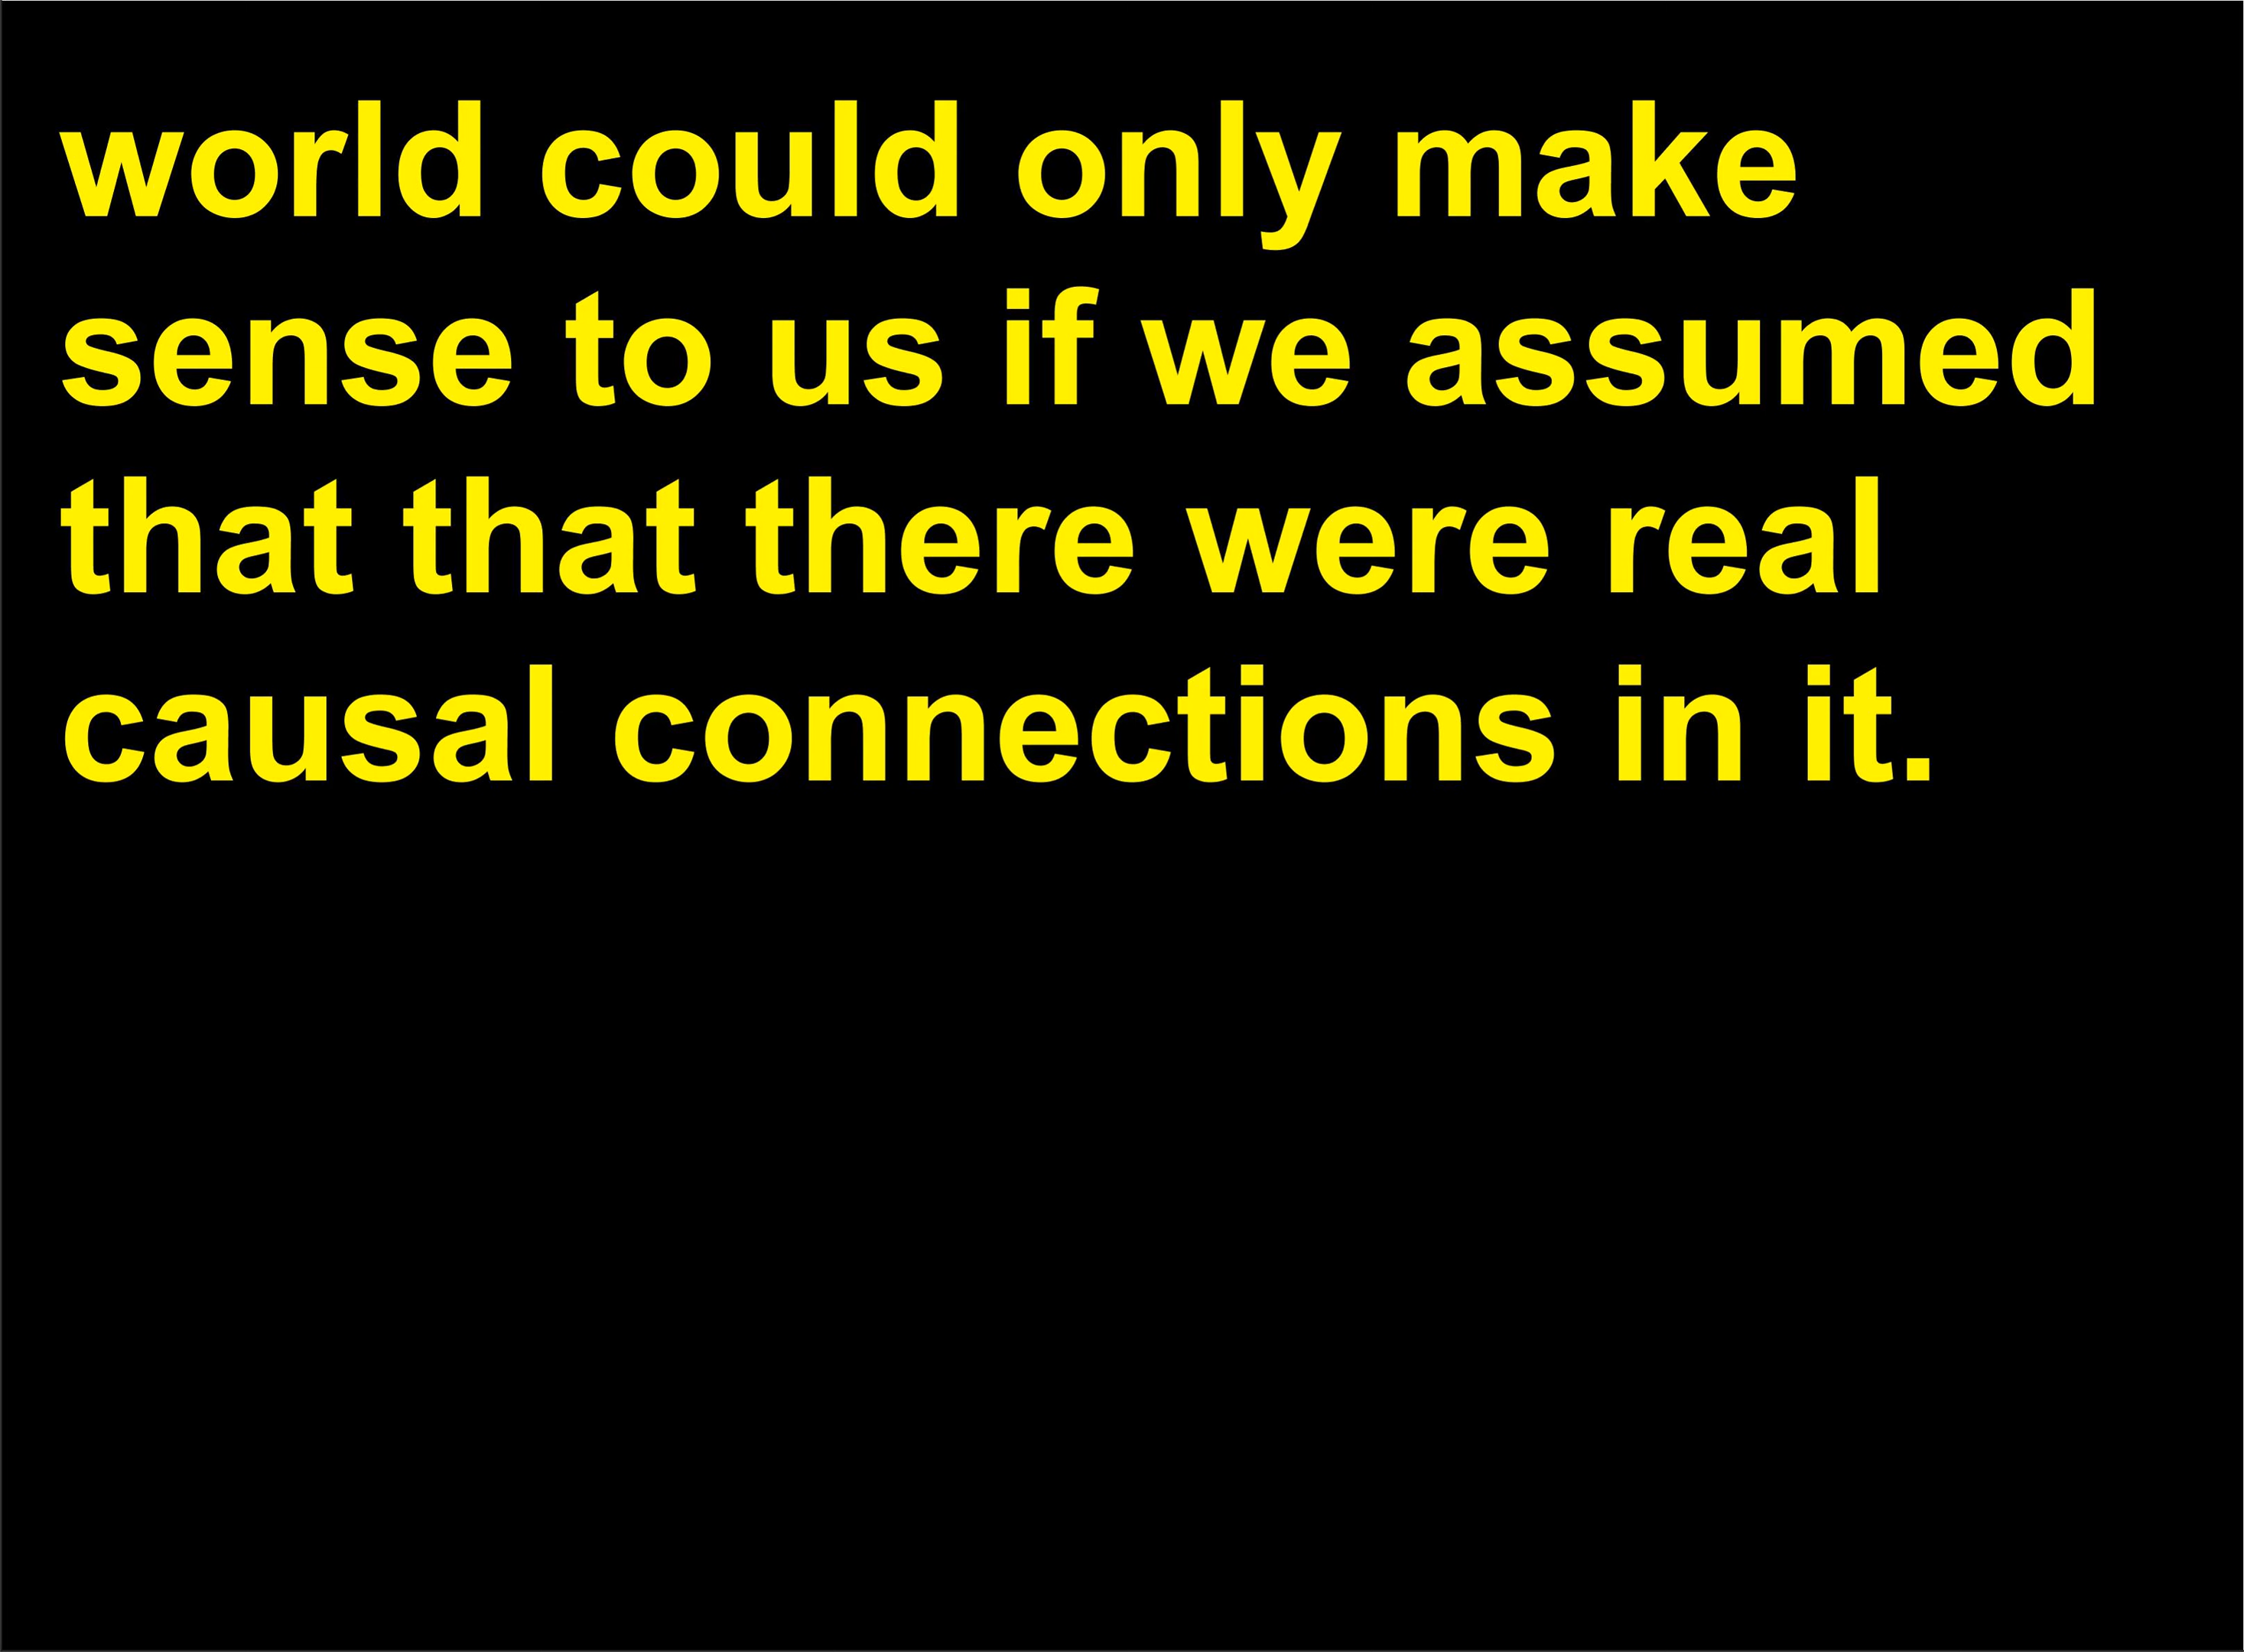 world could only make
sense to us if we assumed
that that there were real
causal connections in it.